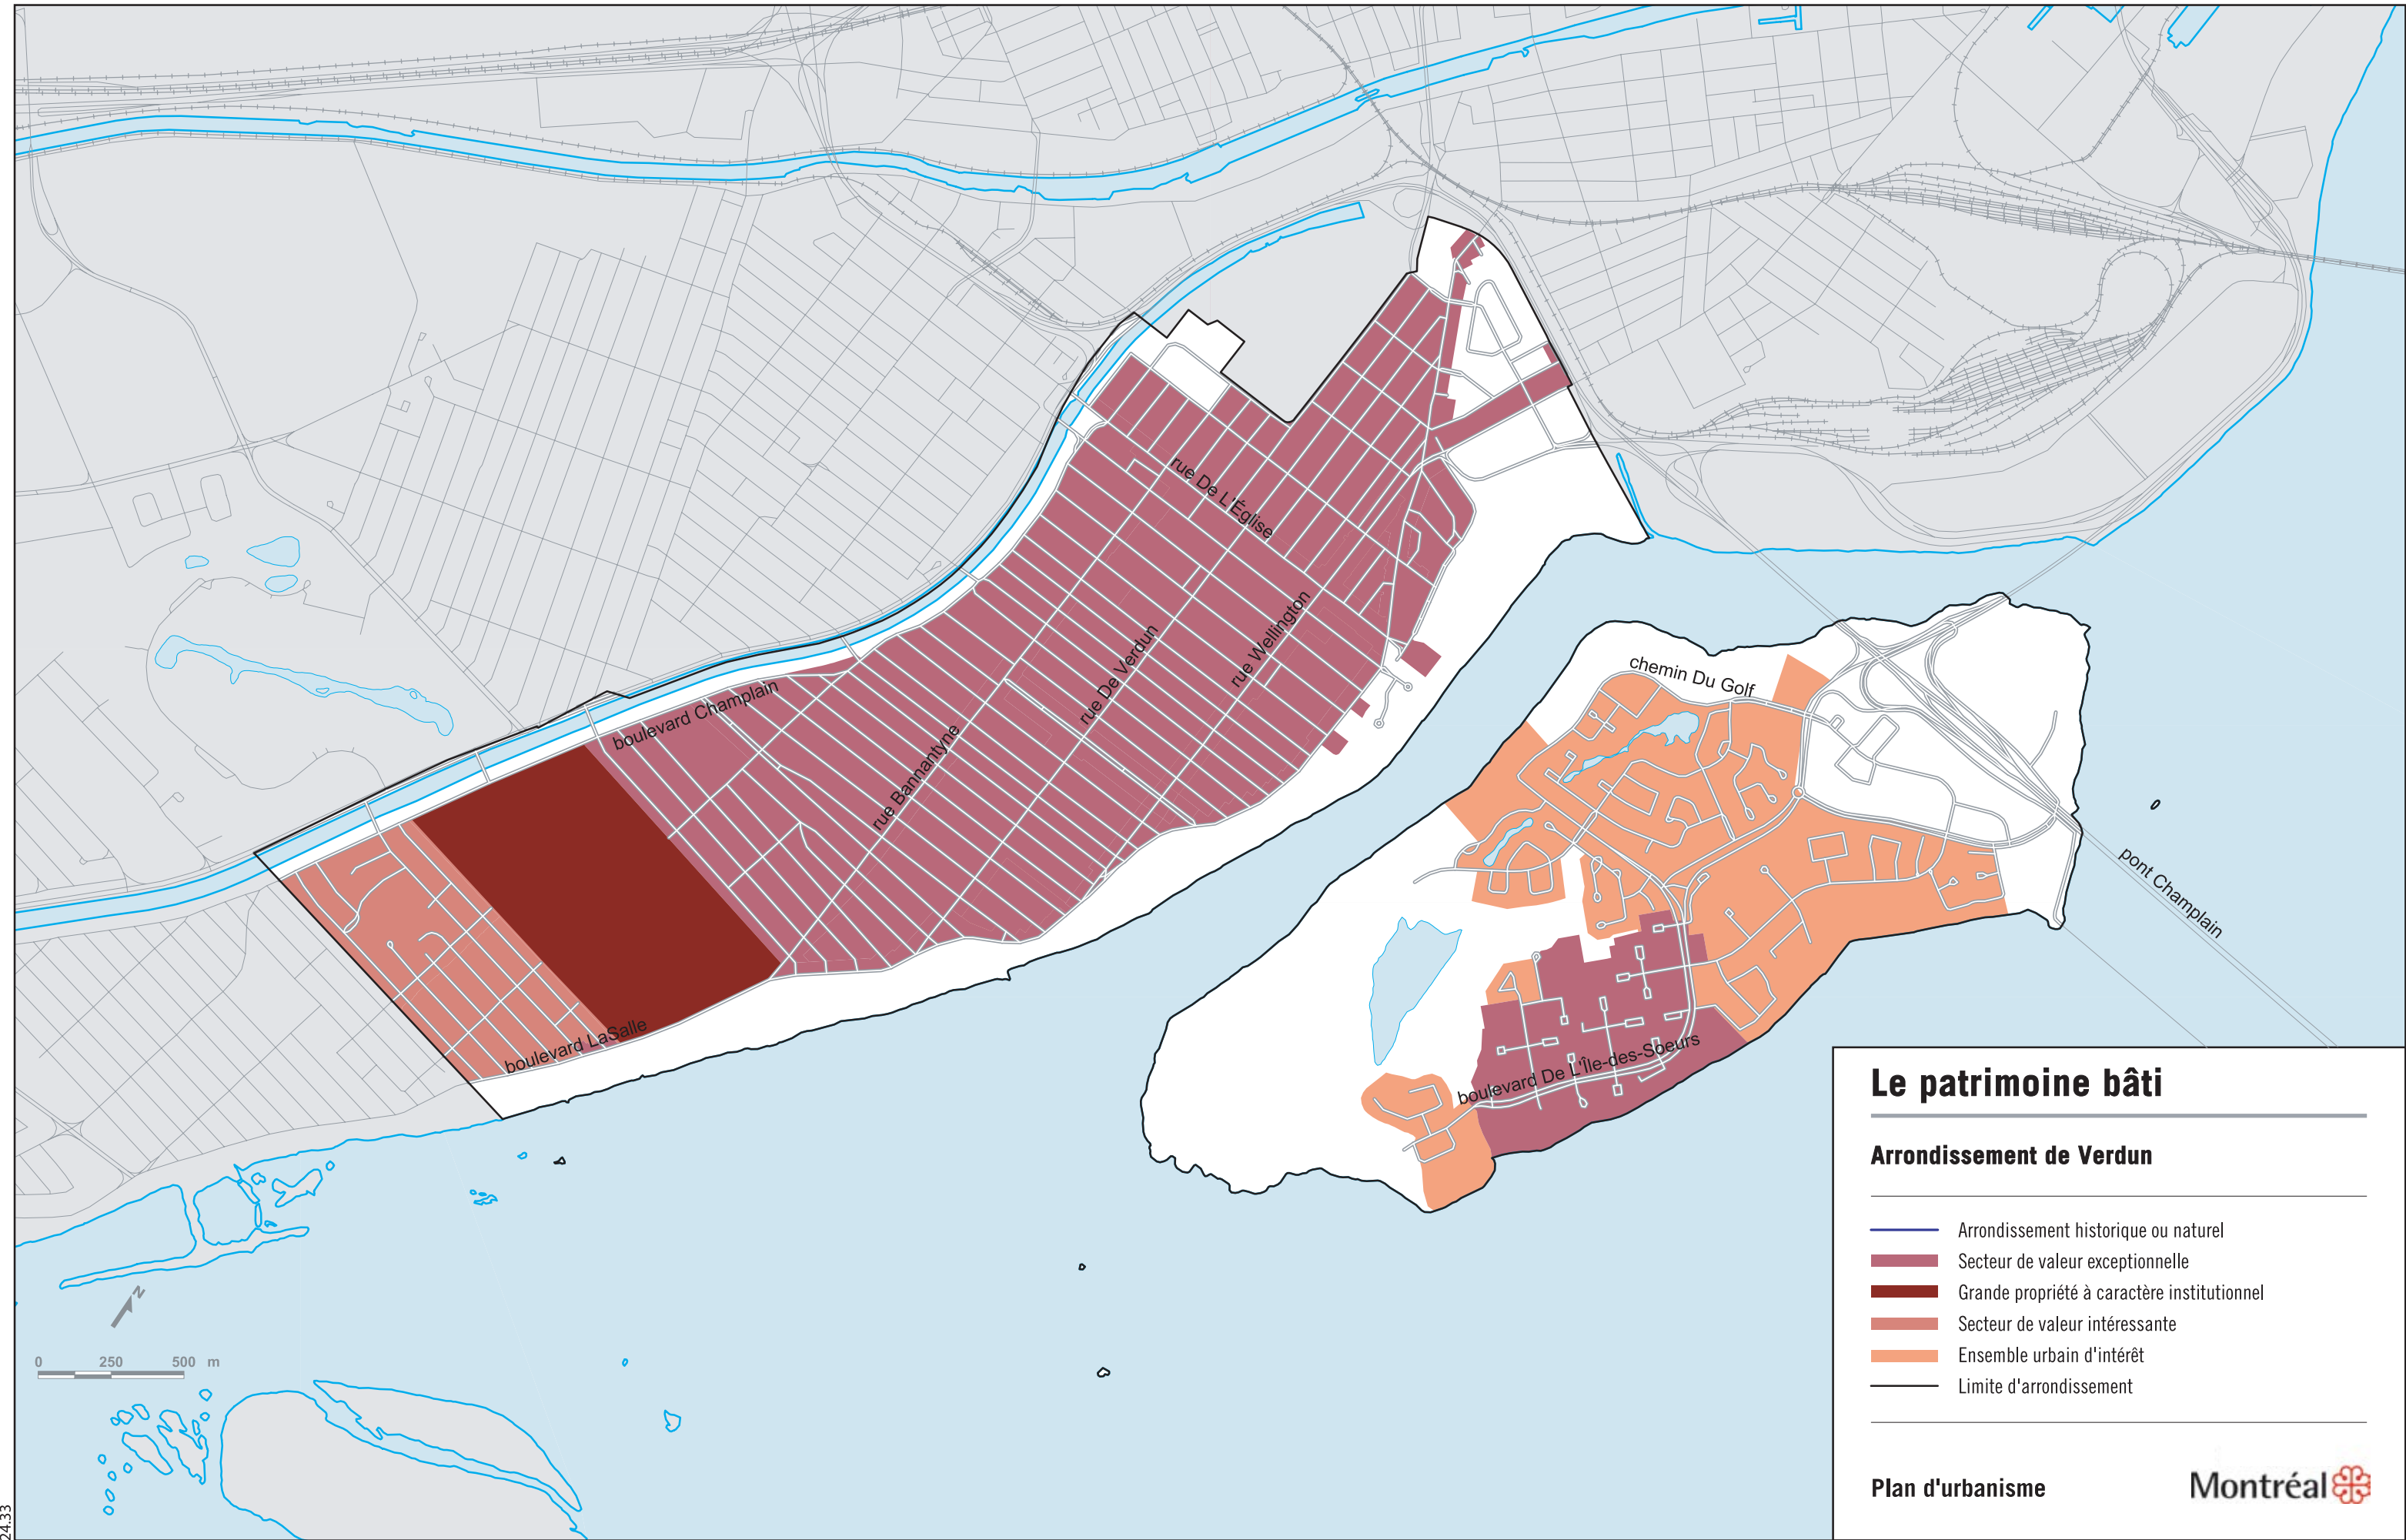 rue De L'Église
rue Wellington
rue De Verdun
chemin Du Golf
boulevard Champlain
rue Bannantyne
pont Champlain
boulevard LaSalle
boulevard De L'Île-des-Soeurs
N
0 250 500 m
24.33
Le patrimoine bâti
Arrondissement de Verdun
Arrondissement historique ou naturel
Secteur de valeur exceptionnelle
Grande propriété à caractère institutionnel
Secteur de valeur intéressante
Ensemble urbain d'intérêt
Limite d'arrondissement
Plan d'urbanisme
Montréal